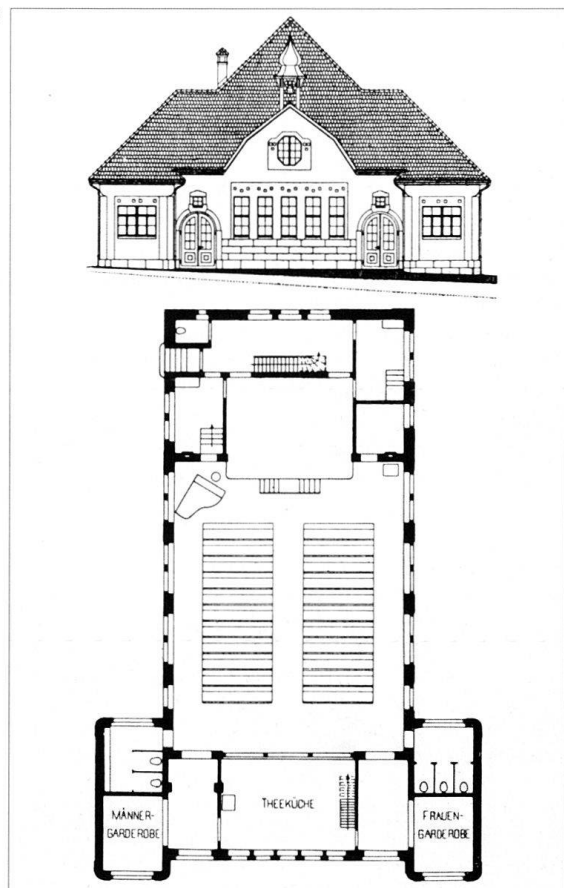 MÄNNER-
GARDEROBE
THEEKÜCHE
FRAUEN-
GARDEROBE